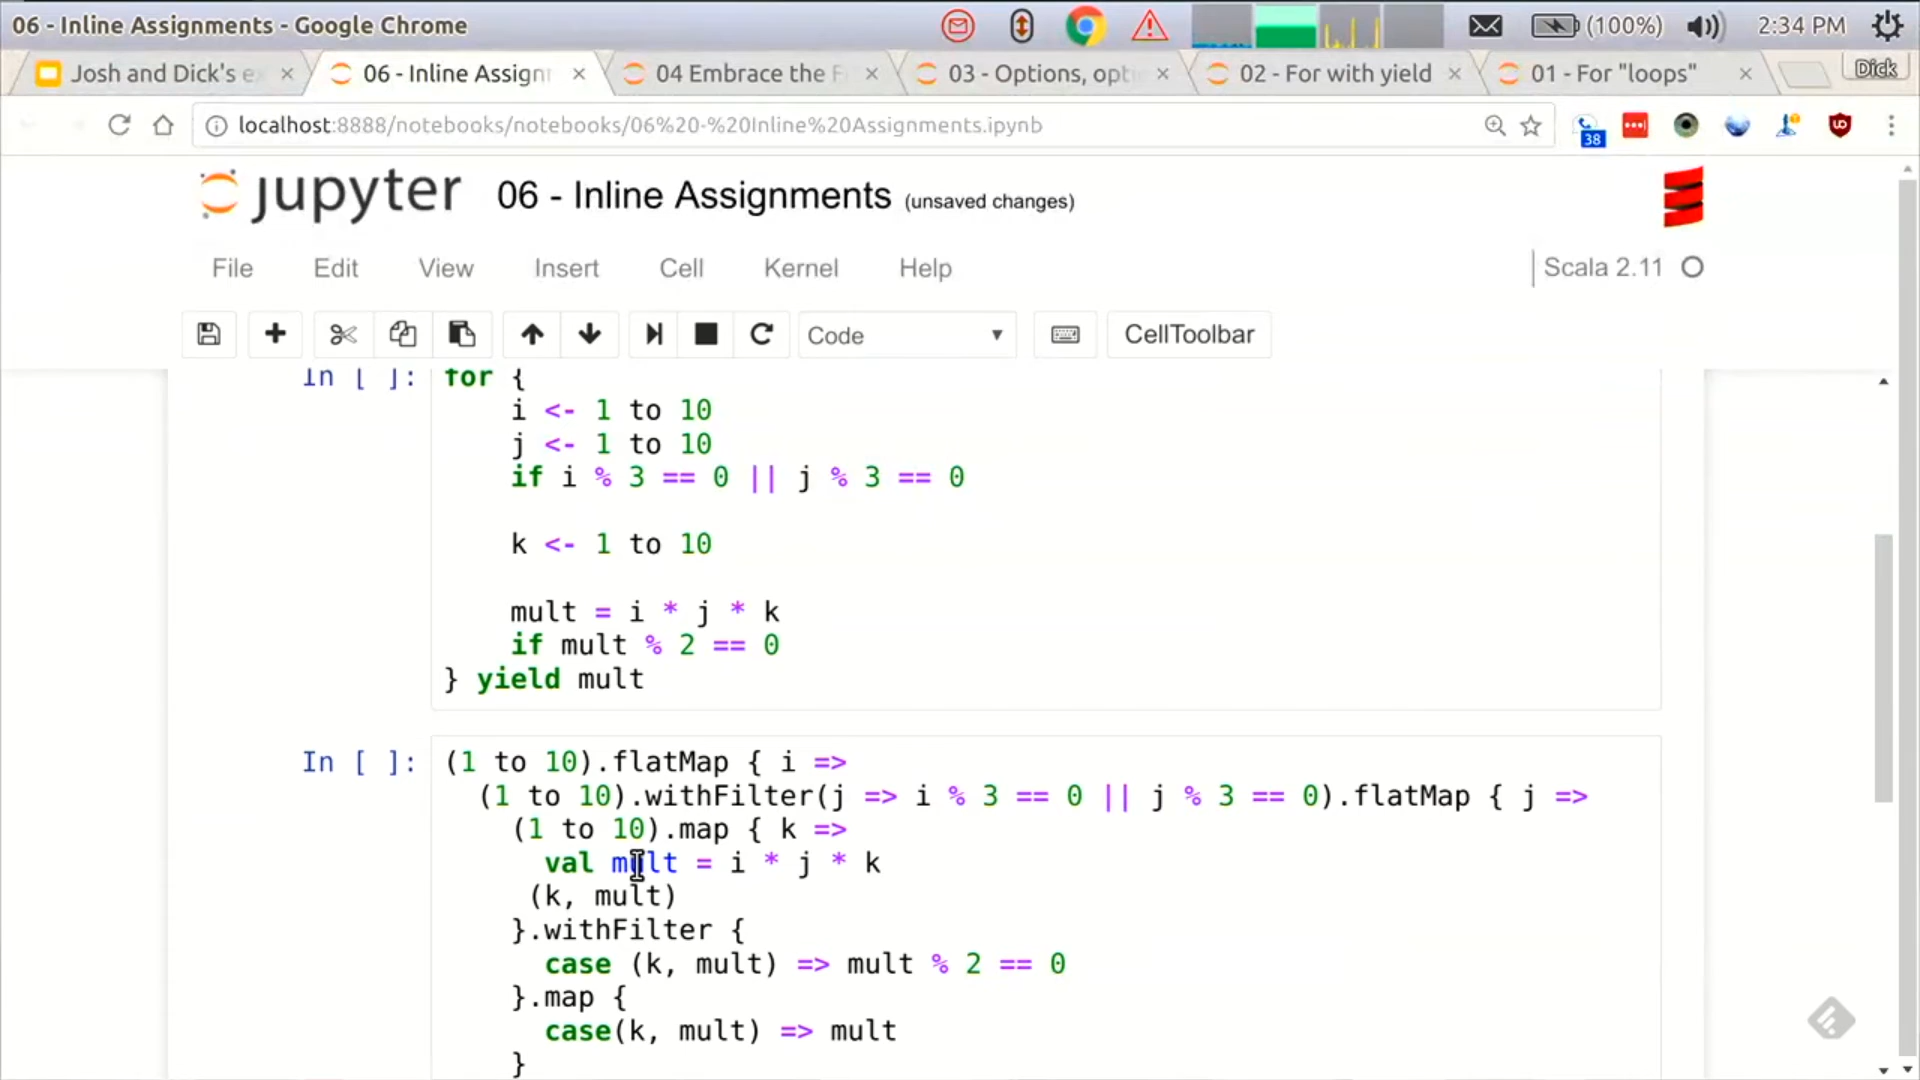 06 - Inline Assignments - Google Chrome
(100%)
2:34 PM
Josh and Dick's e
06 - Inline Assignm
04 Embrace the F
03 - Options, opt
02 - For with yield
01 - For "loops"
Dick
localhost:8888/notebooks/notebooks/06%20-%20Inline%20Assignments.ipynb
38
jupyter 06 - Inline Assignments (unsaved changes)
File Edit View Insert Cell Kernel Help
Scala 2.11
Code
CellToolbar
In [ ]:
for {
    i <- 1 to 10
    j <- 1 to 10
    if i % 3 == 0 || j % 3 == 0
    k <- 1 to 10
    mult = i * j * k
    if mult % 2 == 0
} yield mult
In [ ]:
(1 to 10).flatMap { i =>
  (1 to 10).withFilter(j => i % 3 == 0 || j % 3 == 0).flatMap { j =>
    (1 to 10).map { k =>
      val mult = i * j * k
     (k, mult)
    }.withFilter {
      case (k, mult) => mult % 2 == 0
    }.map {
      case(k, mult) => mult
    }